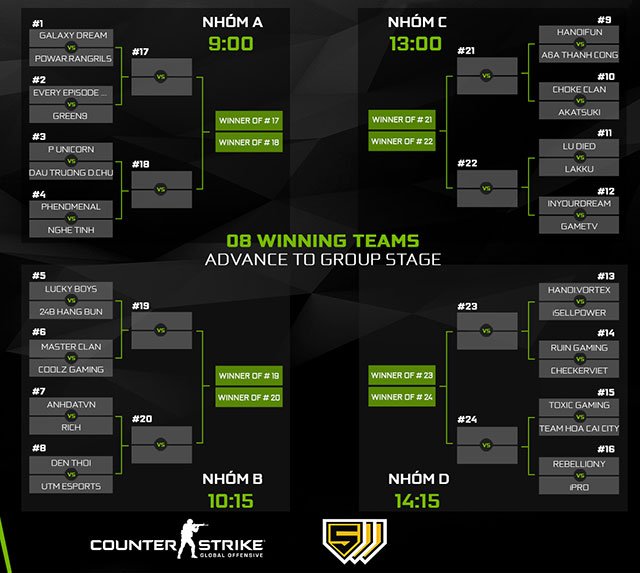 NHÓM A
9:00
#1
GALAXY DREAM
VS
POWAR RANGRILS
#2
EVERY EPISODE ...
VS
GREEN9
#3
P UNICORN
VS
DAU TRUONG D.CHU
#4
PHENOMENAL
VS
NGHE TINH
#17
VS
#18
VS
WINNER OF # 17
WINNER OF # 18
NHÓM C
13:00
#9
HANDIFUN
VS
A6A THANH CONG
#10
CHOKE CLAN
VS
AKATSUKI
#11
LU DIED
VS
LAKKU
#12
INYOURDREAM
VS
GAMETV
#21
VS
#22
VS
WINNER OF # 21
WINNER OF # 22
08 WINNING TEAMS
ADVANCE TO GROUP STAGE
#5
LUCKY BOYS
VS
24B HANG BUN
#6
MASTER CLAN
VS
COOLZ GAMING
#7
ANHDATVN
VS
RICH
#8
DEN THOI
VS
UTM ESPORTS
#19
VS
#20
VS
WINNER OF # 19
WINNER OF # 20
NHÓM B
10:15
#13
HANDIVORTEX
VS
iSELLPOWER
#14
RUIN GAMING
VS
CHECKERVIET
#15
TOXIC GAMING
VS
TEAM HOA CAI CITY
#16
REBELLIONY
VS
iPRO
#23
VS
#24
VS
WINNER OF # 23
WINNER OF # 24
NHÓM D
14:15
COUNTER STRIKE
GLOBAL OFFENSIVE